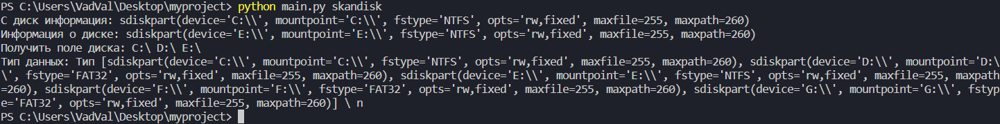 PS C:\Users\VadVal\Desktop\myproject> python main.py skandisk
С диск информация: sdiskpart(device='C:\\', mountpoint='C:\\', fstype='NTFS', opts='rw,fixed', maxfile=255, maxpath=260)
Информация о диске: sdiskpart(device='E:\\', mountpoint='E:\\', fstype='NTFS', opts='rw,fixed', maxfile=255, maxpath=260)
Получить поле диска: C:\ D:\ E:\
Тип данных: Тип [sdiskpart(device='C:\\', mountpoint='C:\\', fstype='NTFS', opts='rw,fixed', maxfile=255, maxpath=260), sdiskpart(device='D:\\', mountpoint='D:\
\', fstype='FAT32', opts='rw,fixed', maxfile=255, maxpath=260), sdiskpart(device='E:\\', mountpoint='E:\\', fstype='NTFS', opts='rw,fixed', maxfile=255, maxpath
=260), sdiskpart(device='F:\\', mountpoint='F:\\', fstype='FAT32', opts='rw,fixed', maxfile=255, maxpath=260), sdiskpart(device='G:\\', mountpoint='G:\\', fstyp
e='FAT32', opts='rw,fixed', maxfile=255, maxpath=260)] \ n
PS C:\Users\VadVal\Desktop\myproject>